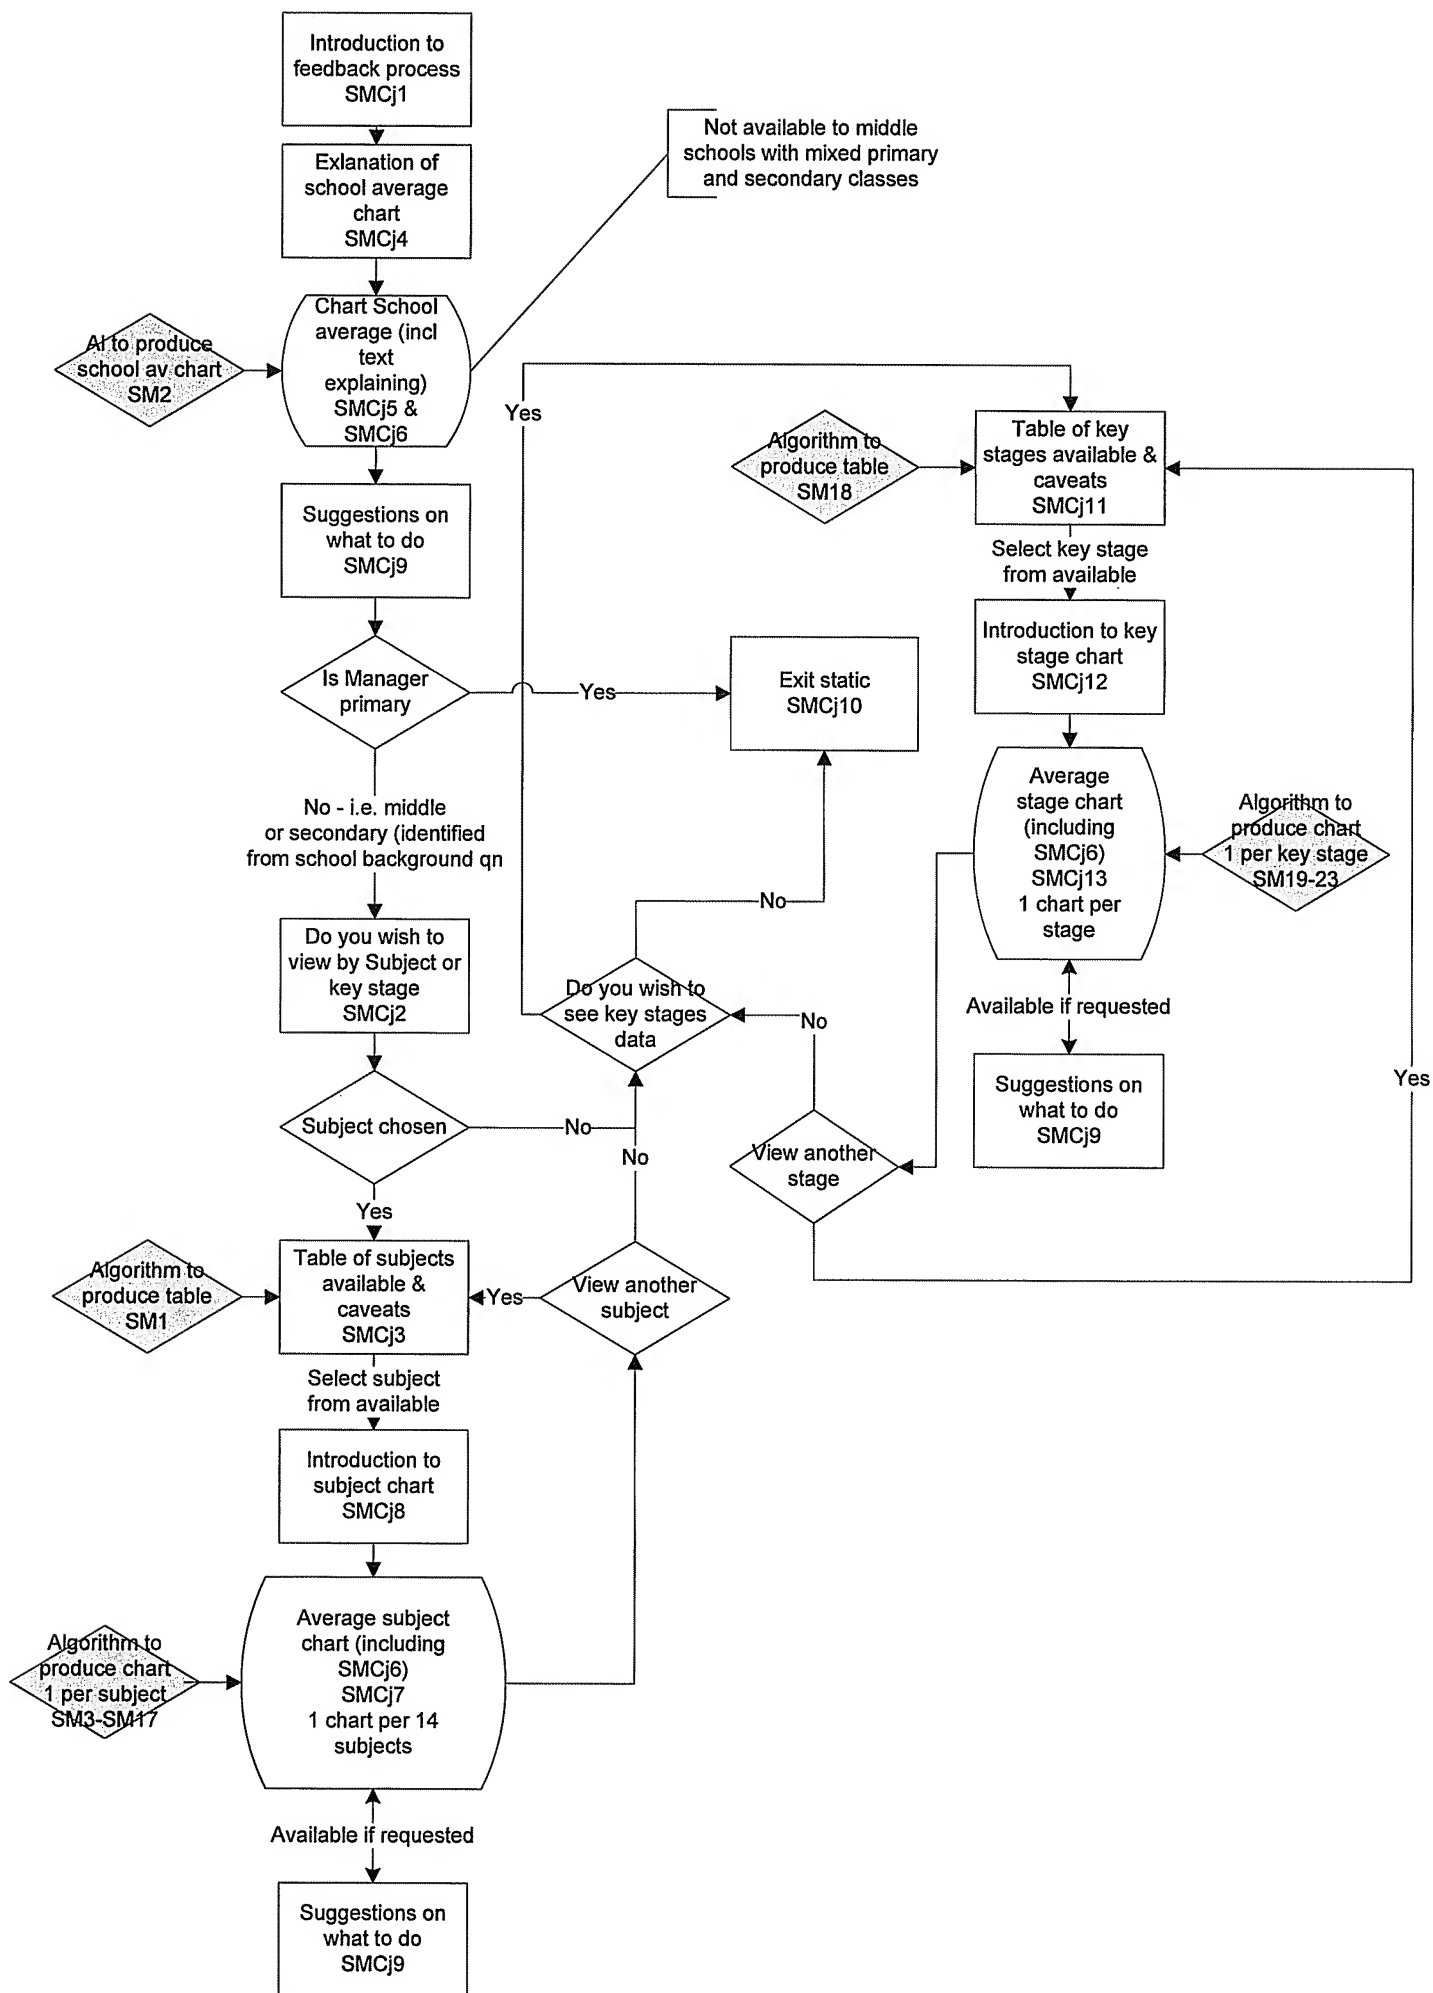 Introduction to
feedback process
SMCj1
Exlanation of
school average
chart
SMCj4
Not available to middle
schools with mixed primary
and secondary classes
Chart School
average (incl
text
explaining)
SMCj5 &
SMCj6
Al to produce
school av chart
SM2
Suggestions on
what to do
SMCj9
Is Manager
primary
Yes
Exit static
SMCj10
No - i.e. middle
or secondary (identified
from school background qn
Do you wish to
view by Subject or
key stage
SMCj2
Subject chosen
No
Yes
Algorithm to
produce table
SM1
Table of subjects
available &
caveats
SMCj3
Yes
View another
subject
No
Select subject
from available
Introduction to
subject chart
SMCj8
Algorithm to
produce chart
1 per subject
SM3-SM17
Average subject
chart (including
SMCj6)
SMCj7
1 chart per 14
subjects
Available if requested
Suggestions on
what to do
SMCj9
Do you wish to
see key stages
data
No
Yes
Algorithm to
produce table
SM18
Table of key
stages available &
caveats
SMCj11
Select key stage
from available
Introduction to key
stage chart
SMCj12
Average
stage chart
(including
SMCj6)
SMCj13
1 chart per
stage
Algorithm to
produce chart
1 per key stage
SM19-23
Available if requested
Suggestions on
what to do
SMCj9
View another
stage
No
Yes